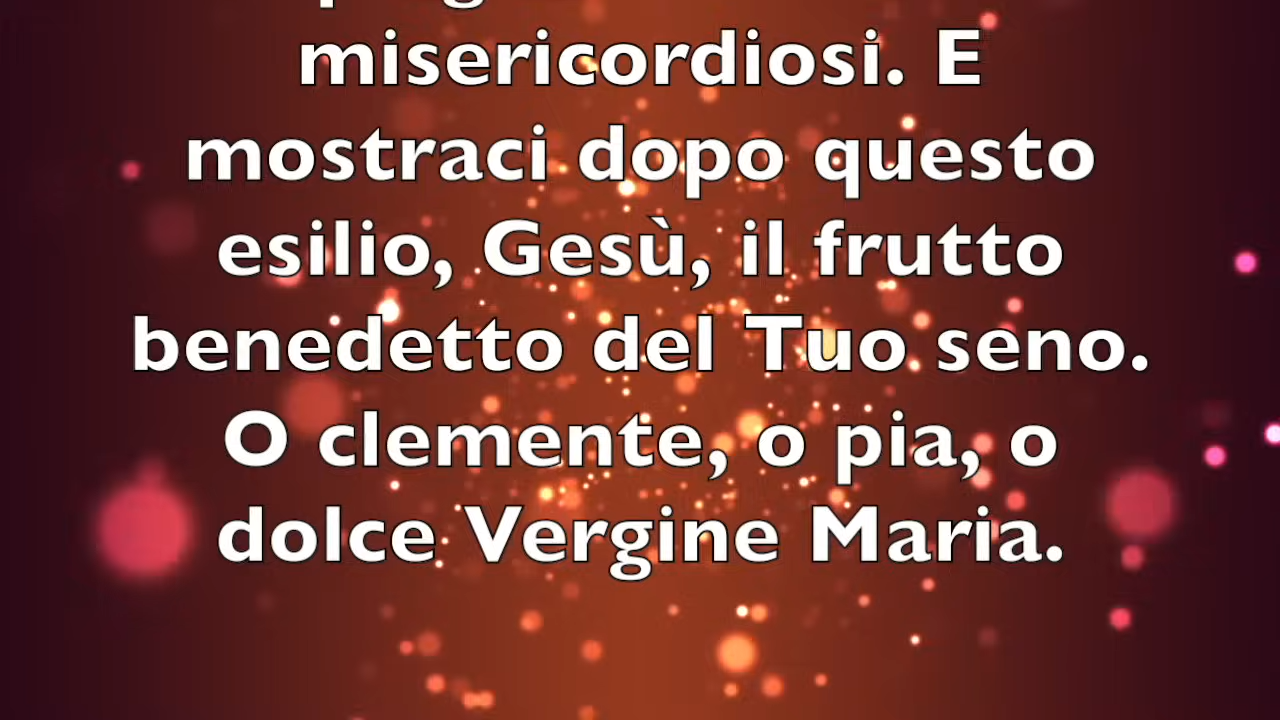 misericordiosi. E
mostraci dopo questo
esilio, Gesù, il frutto
benedetto del Tuo seno.
O clemente, o pia, o
dolce Vergine Maria.